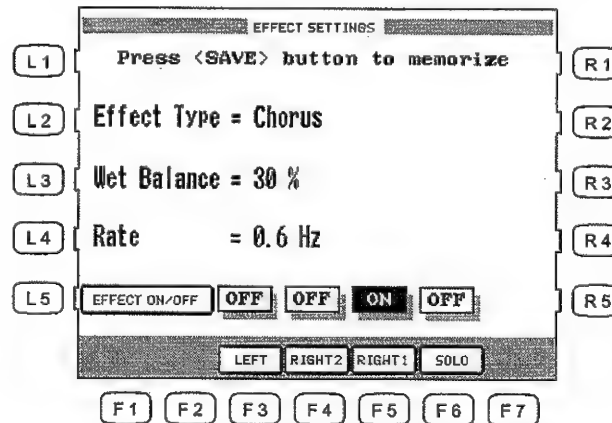 EFFECT SETTINGS
L1 Press <SAVE> button to memorize R1
L2 Effect Type = Chorus R2
L3 Wet Balance = 30 % R3
L4 Rate = 0.6 Hz R4
L5 EFFECT ON/OFF OFF OFF ON OFF R5
LEFT RIGHT2 RIGHT1 SOLO
F1 F2 F3 F4 F5 F6 F7